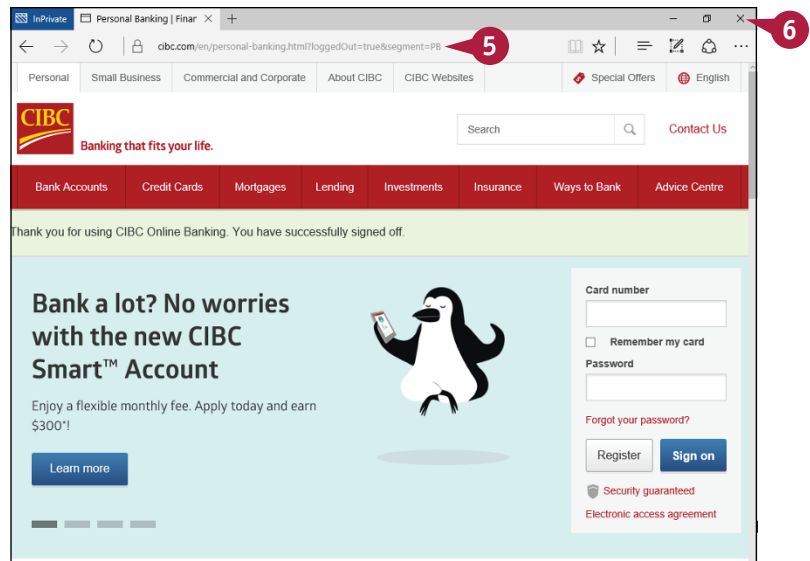 InPrivate Personal Banking | Finar
cibc.com/en/personal-banking.html?loggedOut=true&segment=PB
5
6
Personal Small Business Commercial and Corporate About CIBC CIBC Websites Special Offers English
CIBC
Banking that fits your life.
Search
Contact Us
Bank Accounts Credit Cards Mortgages Lending Investments Insurance Ways to Bank Advice Centre
Thank you for using CIBC Online Banking. You have successfully signed off.
Bank a lot? No worries
with the new CIBC
Smart™ Account
Enjoy a flexible monthly fee. Apply today and earn
$300*!
Learn more
Card number
Remember my card
Password
Forgot your password?
Register Sign on
Security guaranteed
Electronic access agreement